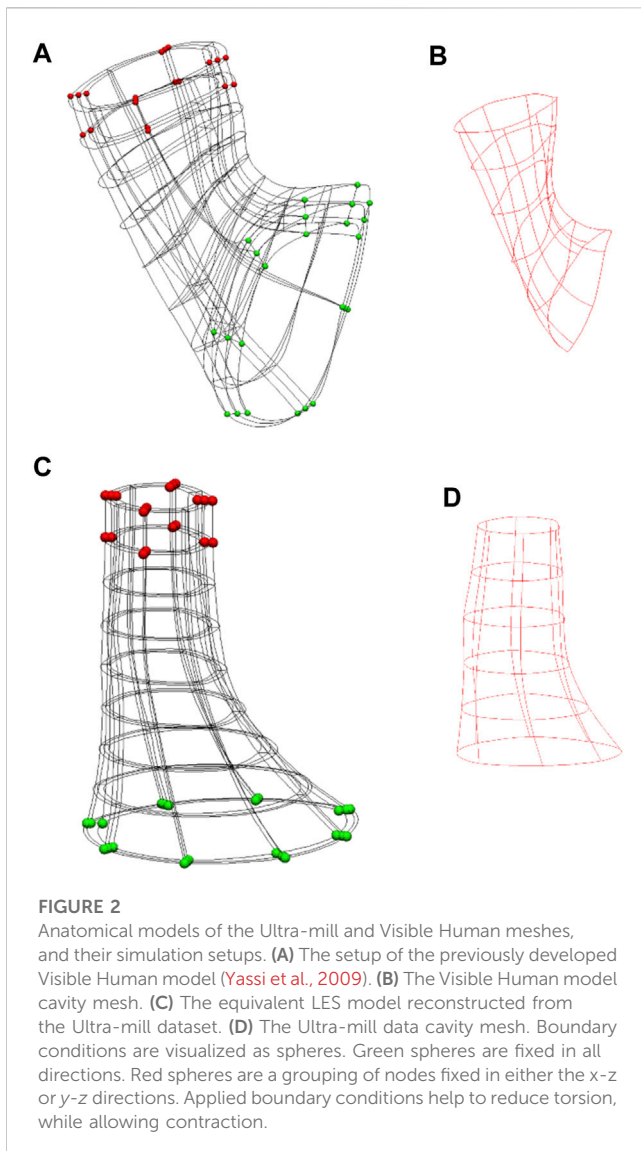 A
B
C
D
FIGURE 2
Anatomical models of the Ultra-mill and Visible Human meshes,
and their simulation setups. (A) The setup of the previously developed
Visible Human model (Yassi et al., 2009). (B) The Visible Human model
cavity mesh. (C) The equivalent LES model reconstructed from
the Ultra-mill dataset. (D) The Ultra-mill data cavity mesh. Boundary
conditions are visualized as spheres. Green spheres are fixed in all
directions. Red spheres are a grouping of nodes fixed in either the x-z
or y-z directions. Applied boundary conditions help to reduce torsion,
while allowing contraction.